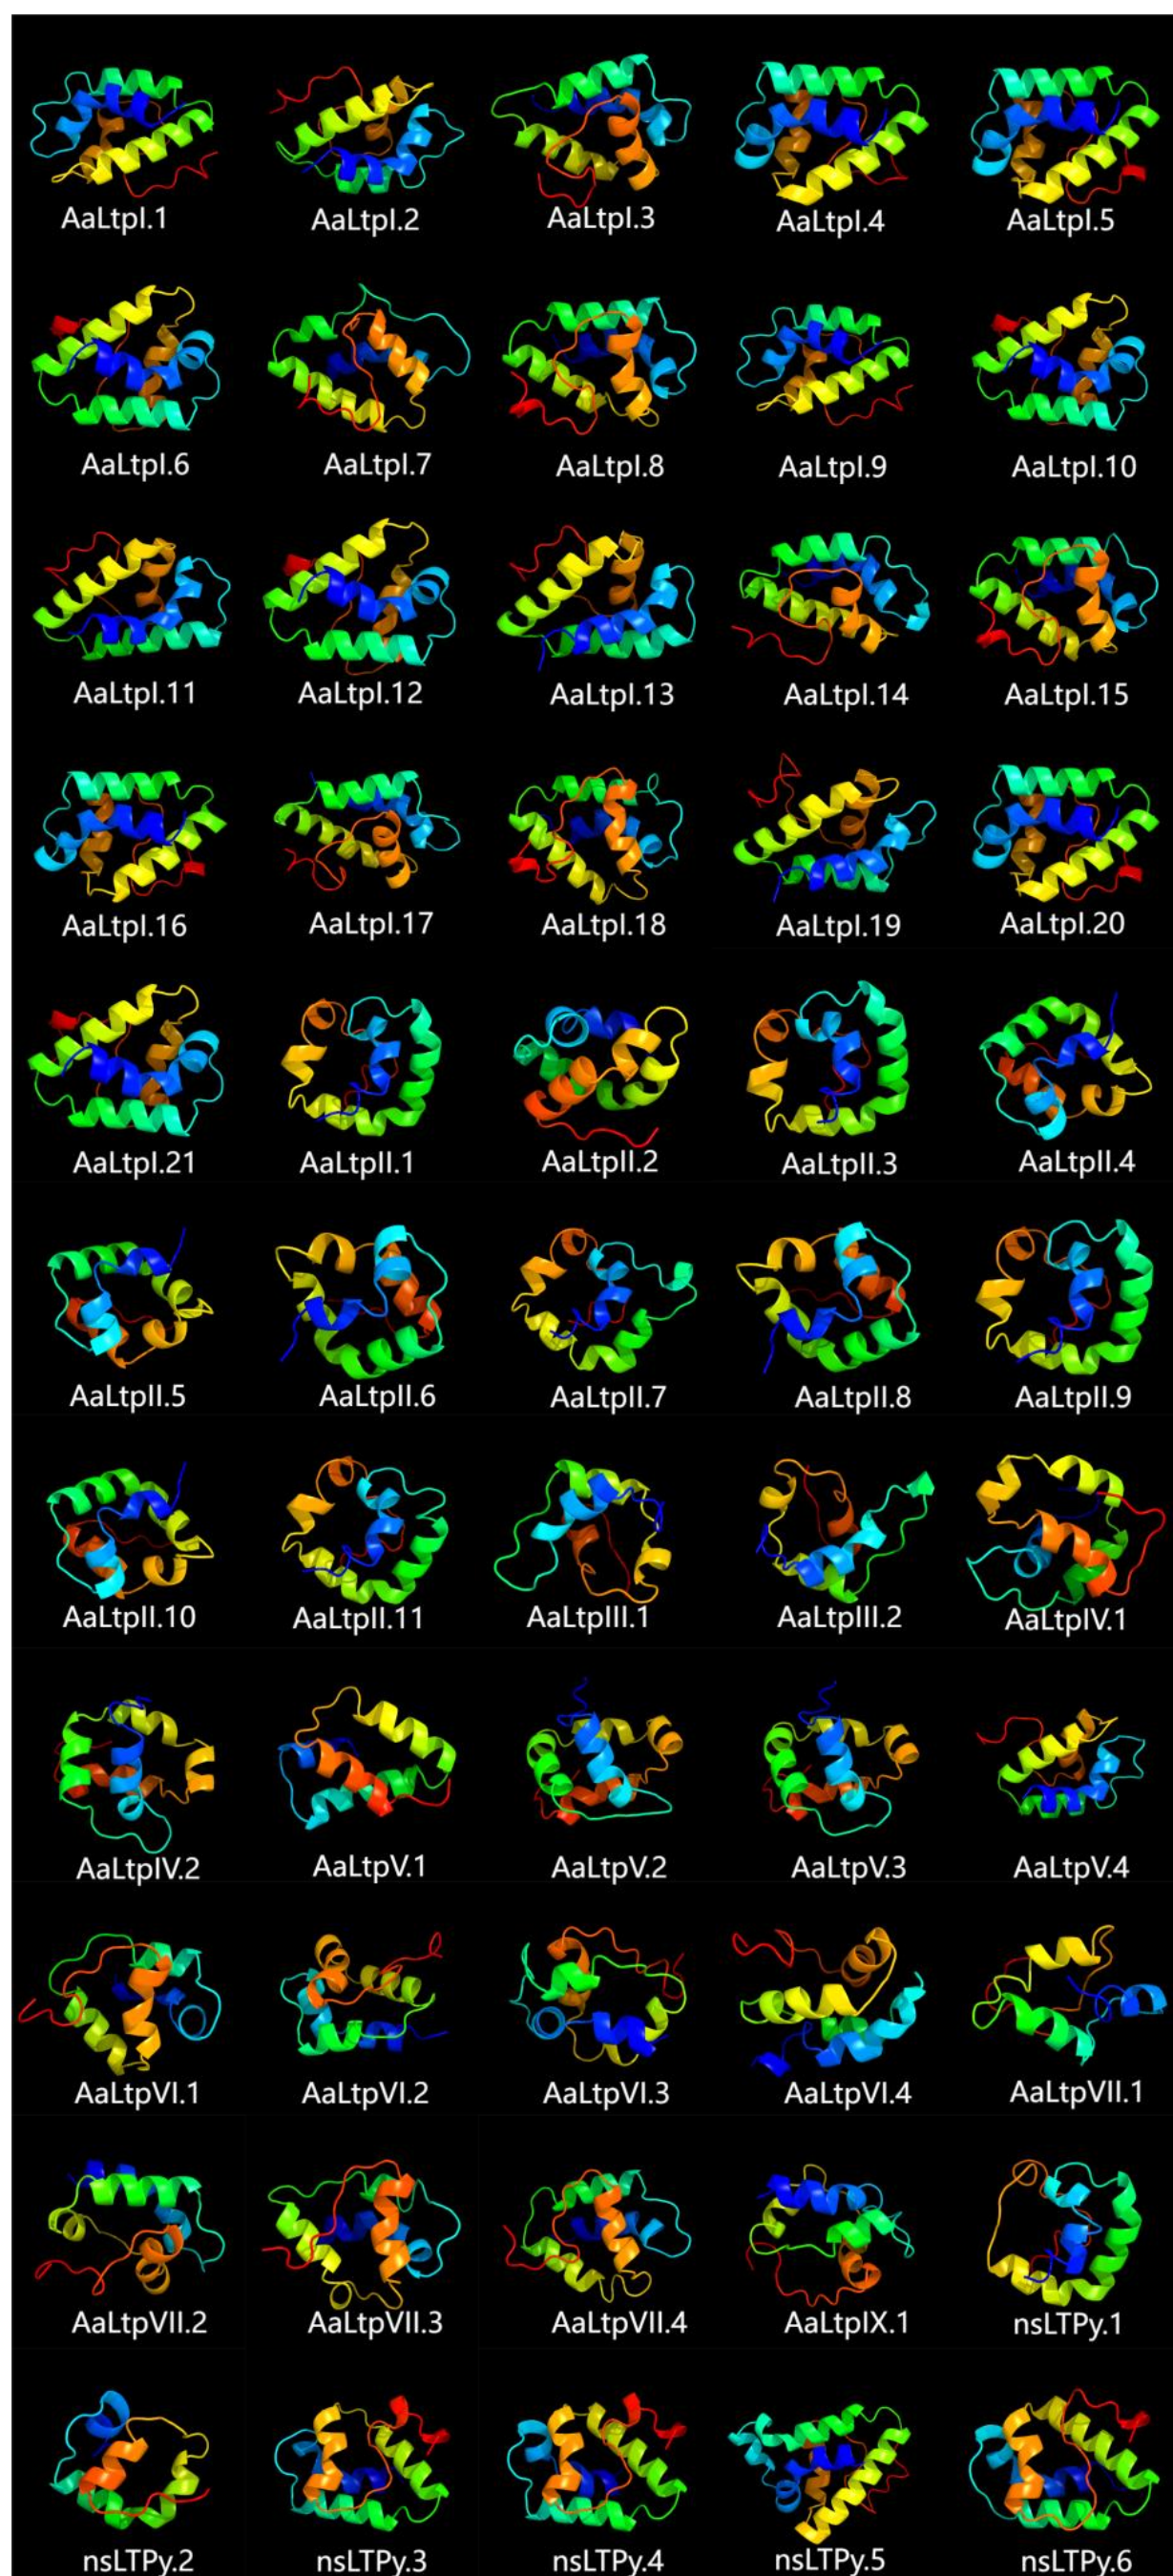 AaLtpI.1 AaLtpI.2 AaLtpI.3 AaLtpI.4 AaLtpI.5
AaLtpI.6 AaLtpI.7 AaLtpI.8 AaLtpI.9 AaLtpI.10
AaLtpI.11 AaLtpI.12 AaLtpI.13 AaLtpI.14 AaLtpI.15
AaLtpI.16 AaLtpI.17 AaLtpI.18 AaLtpI.19 AaLtpI.20
AaLtpI.21 AaLtpII.1 AaLtpII.2 AaLtpII.3 AaLtpII.4
AaLtpII.5 AaLtpII.6 AaLtpII.7 AaLtpII.8 AaLtpII.9
AaLtpII.10 AaLtpII.11 AaLtpIII.1 AaLtpIII.2 AaLtpIV.1
AaLtpIV.2 AaLtpV.1 AaLtpV.2 AaLtpV.3 AaLtpV.4
AaLtpVI.1 AaLtpVI.2 AaLtpVI.3 AaLtpVI.4 AaLtpVII.1
AaLtpVII.2 AaLtpVII.3 AaLtpVII.4 AaLtpIX.1 nsLTPy.1
nsLTPy.2 nsLTPy.3 nsLTPy.4 nsLTPy.5 nsLTPy.6